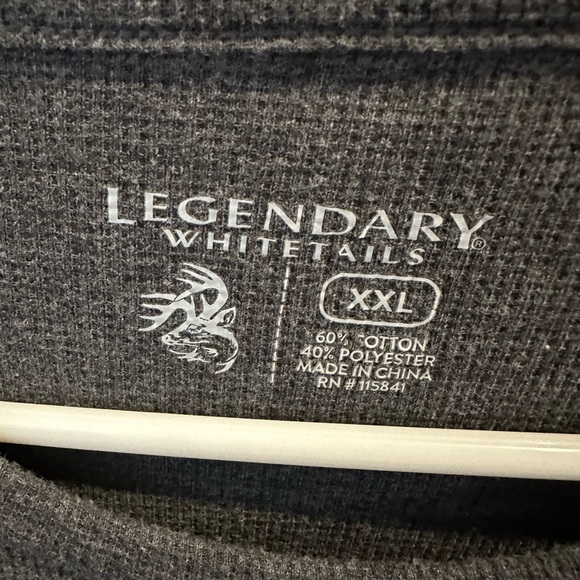 LEGENDARY®
WHITETAILS
XXL
60% COTTON
40% POLYESTER
MADE IN CHINA
RN # 115841